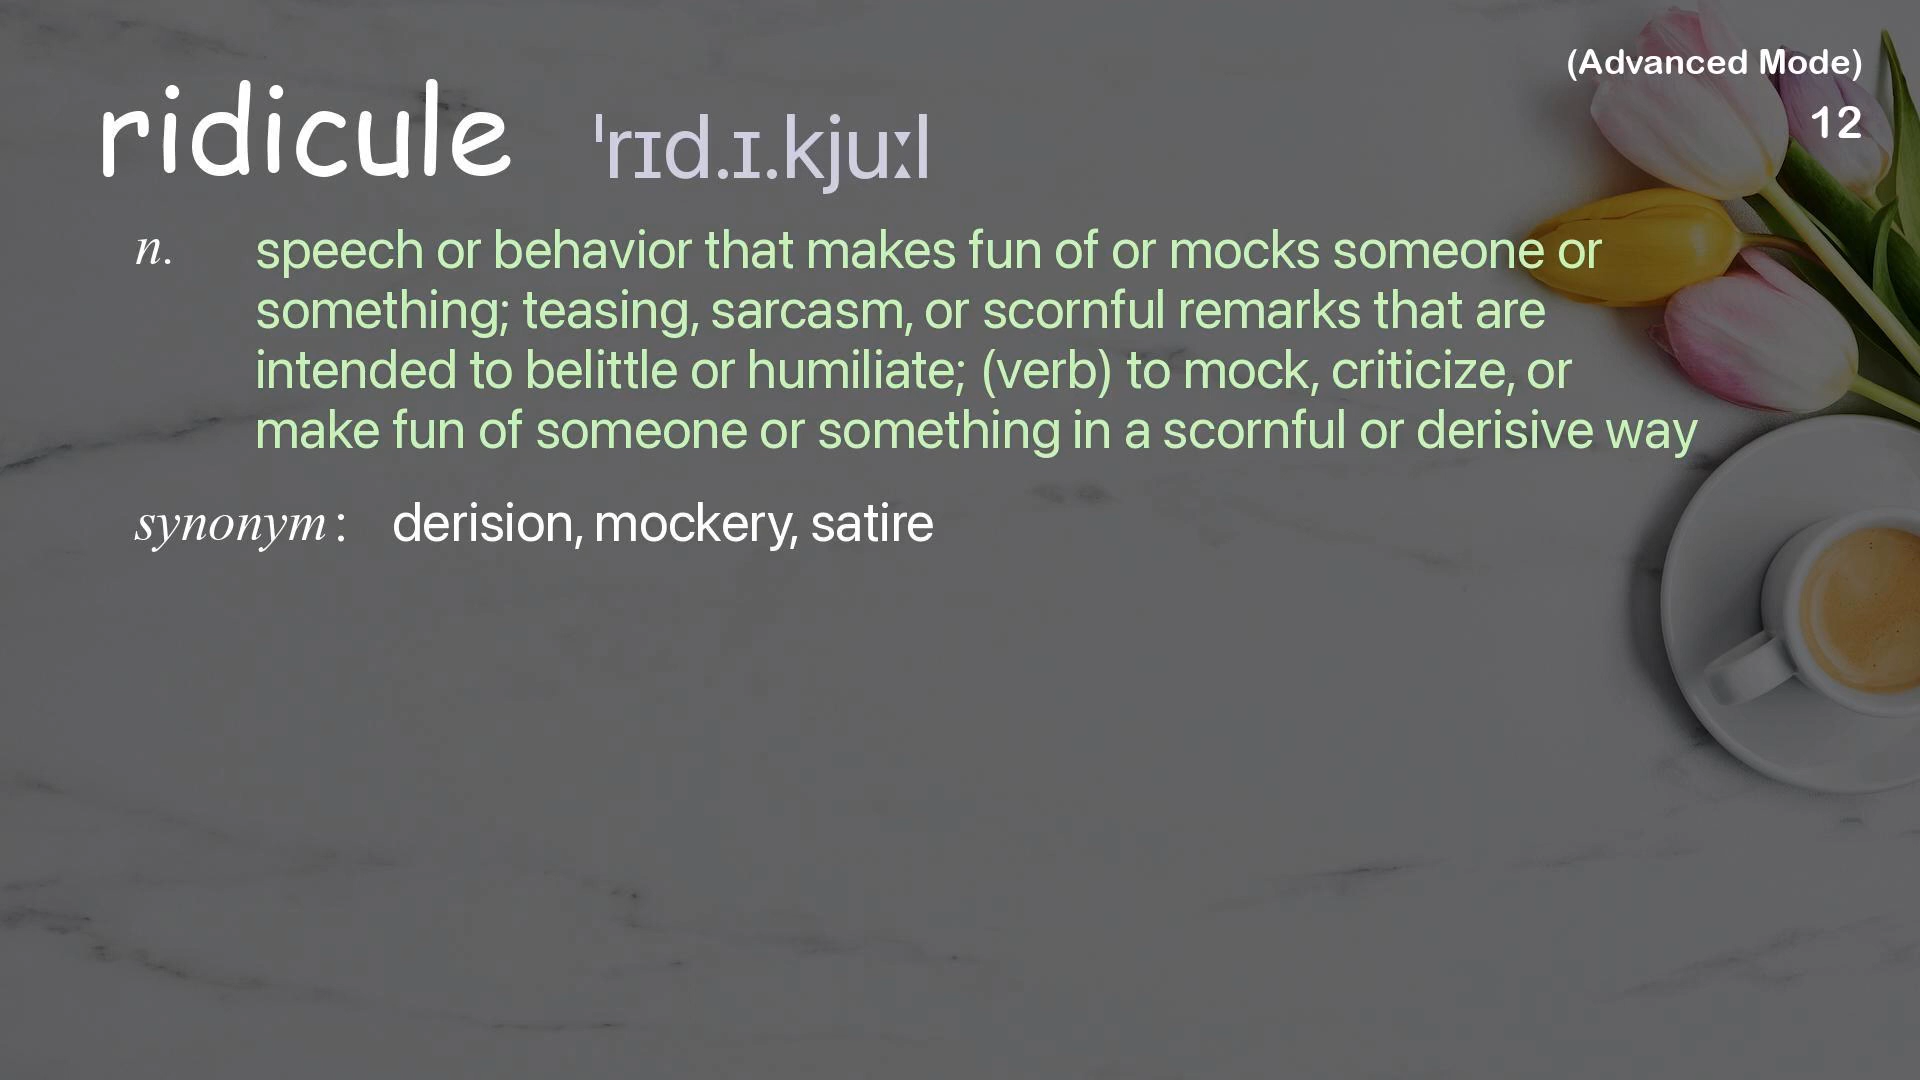 (Advanced Mode)
12
ridicule ˈrɪd.ɪ.kjuːl
n. speech or behavior that makes fun of or mocks someone or
something; teasing, sarcasm, or scornful remarks that are
intended to belittle or humiliate; (verb) to mock, criticize, or
make fun of someone or something in a scornful or derisive way
synonym: derision, mockery, satire